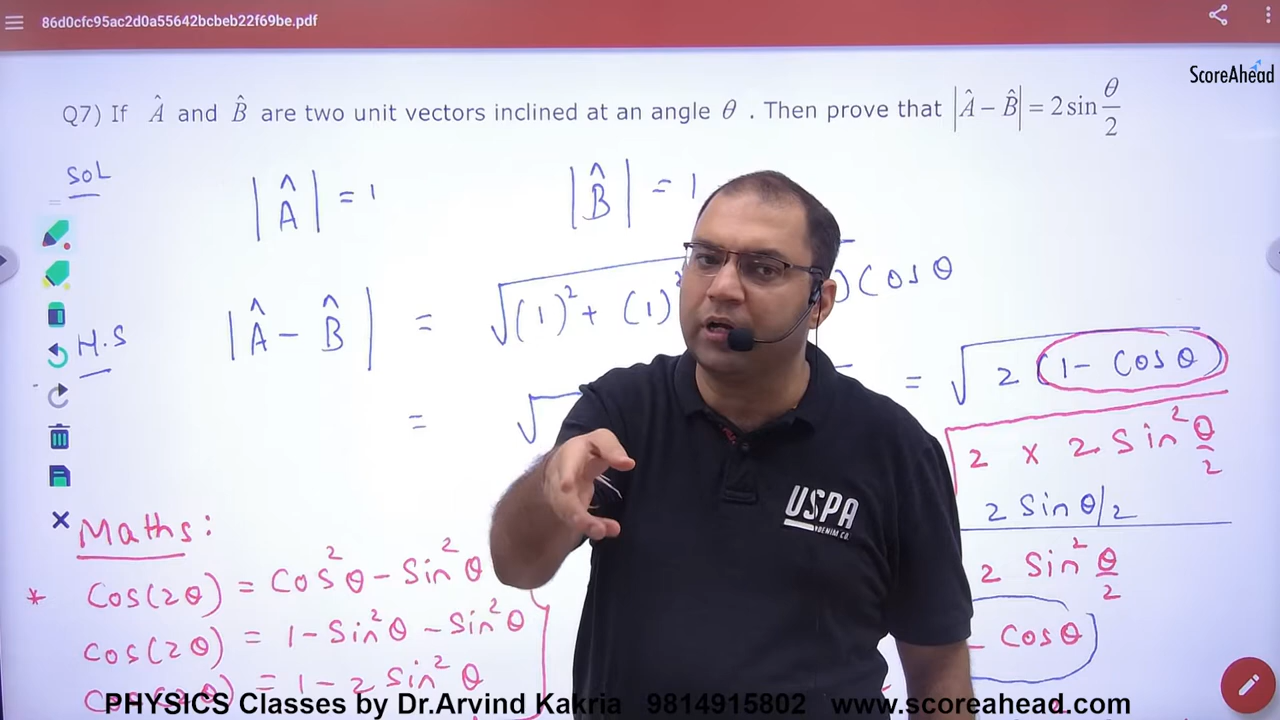 86d0cfc95ac2d0a55642bcbeb22f69be.pdf
ScoreAhead
Q7) If Â and B̂ are two unit vectors inclined at an angle θ . Then prove that |Â − B̂| = 2 sin θ/2
SOL
|Â| = 1
|B̂| = 1
H.S
|Â − B̂| = √(1)² + (1)² ) Cos θ
= √
= √2 (1 - Cos θ)
2 x 2 Sin² θ/2
2 Sin θ/2
Maths:
2 Sin² θ/2
* Cos(2θ) = Cos²θ - Sin²θ
- Cosθ
Cos(2θ) = 1 - Sin²θ - Sin²θ
= 1 - 2 Sin²θ
USPA
DENIM CO.
PHYSICS Classes by Dr.Arvind Kakria 9814915802 www.scoreahead.com